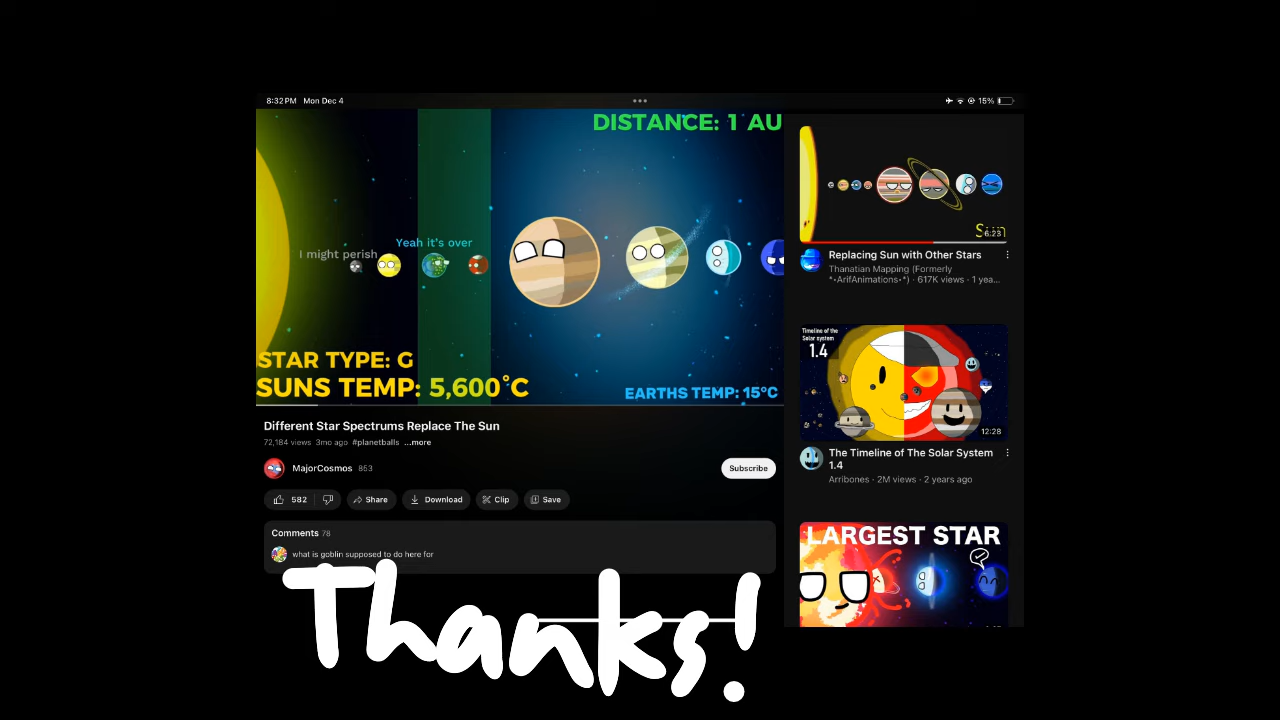 8:32 PM Mon Dec 4
15%
DISTANCE: 1 AU
I might perish
Yeah it's over
STAR TYPE: G
SUNS TEMP: 5,600°C
EARTHS TEMP: 15°C
Different Star Spectrums Replace The Sun
72,184 views 3mo ago #planetballs ...more
MajorCosmos 853
Subscribe
582 Share Download Clip Save
Comments 78
what is goblin supposed to do here for
Thanks!
Sun
6:23
Replacing Sun with Other Stars
Thanatian Mapping (Formerly
*•ArifAnimations•*) · 617K views · 1 yea...
Timeline of the
Solar system
1.4
12:28
The Timeline of The Solar System
1.4
Arribones · 2M views · 2 years ago
LARGEST STAR